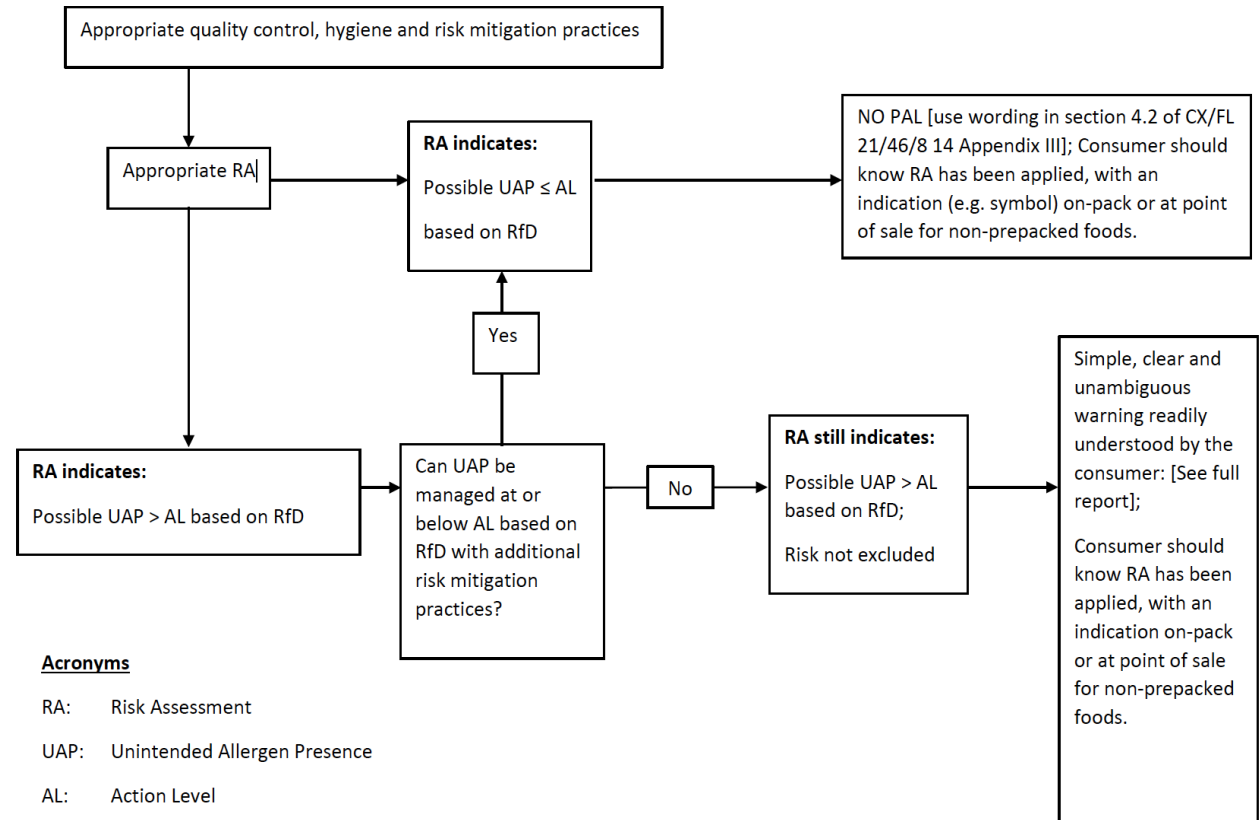 Appropriate quality control, hygiene and risk mitigation practices
Appropriate RA
RA indicates:
Possible UAP ≤ AL
based on RfD
NO PAL [use wording in section 4.2 of CX/FL
21/46/8 14 Appendix III]; Consumer should
know RA has been applied, with an
indication (e.g. symbol) on-pack or at point
of sale for non-prepacked foods.
Yes
RA indicates:
Possible UAP > AL based on RfD
Can UAP be
managed at or
below AL based on
RfD with additional
risk mitigation
practices?
No
RA still indicates:
Possible UAP > AL
based on RfD;
Risk not excluded
Simple, clear and
unambiguous
warning readily
understood by the
consumer: [See full
report];
Consumer should
know RA has been
applied, with an
indication on-pack
or at point of sale
for non-prepacked
foods.
Acronyms
RA: Risk Assessment
UAP: Unintended Allergen Presence
AL: Action Level